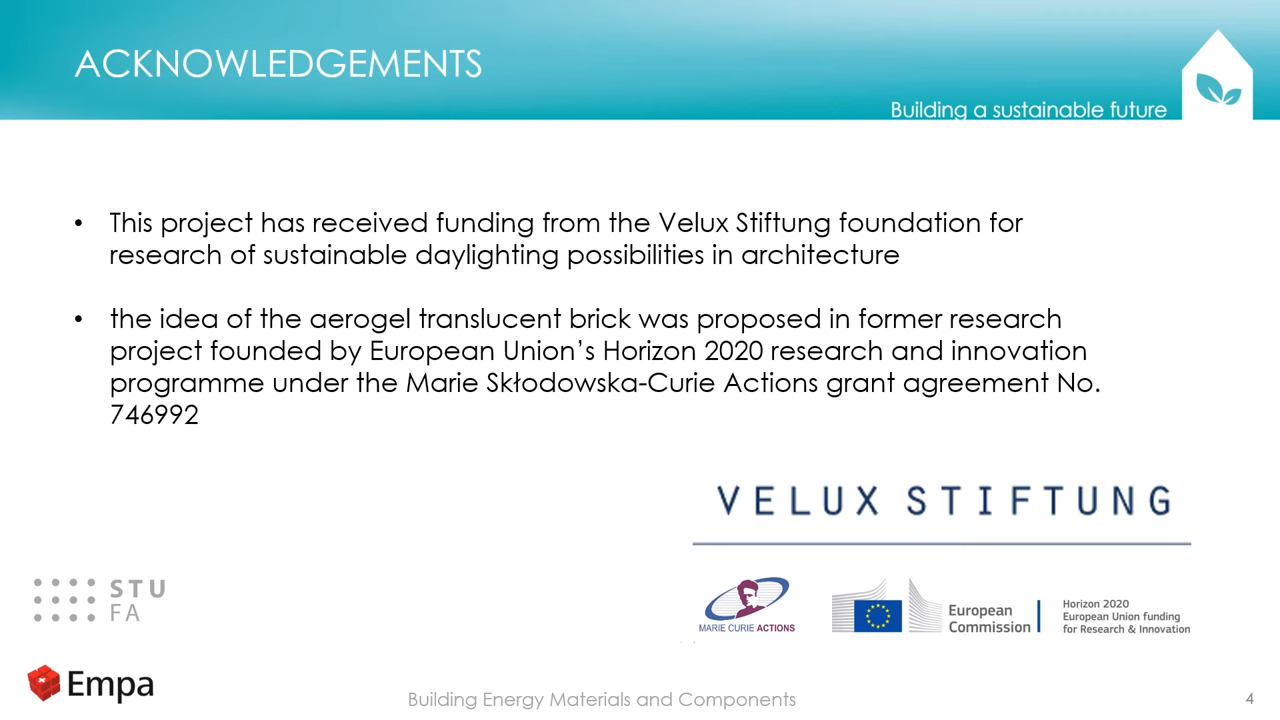 ACKNOWLEDGEMENTS
Building a sustainable future
• This project has received funding from the Velux Stiftung foundation for
research of sustainable daylighting possibilities in architecture
• the idea of the aerogel translucent brick was proposed in former research
project founded by European Union’s Horizon 2020 research and innovation
programme under the Marie Skłodowska-Curie Actions grant agreement No.
746992
VELUX STIFTUNG
STU
FA
MARIE CURIE ACTIONS
European
Commission
Horizon 2020
European Union funding
for Research & Innovation
Empa
Building Energy Materials and Components
4